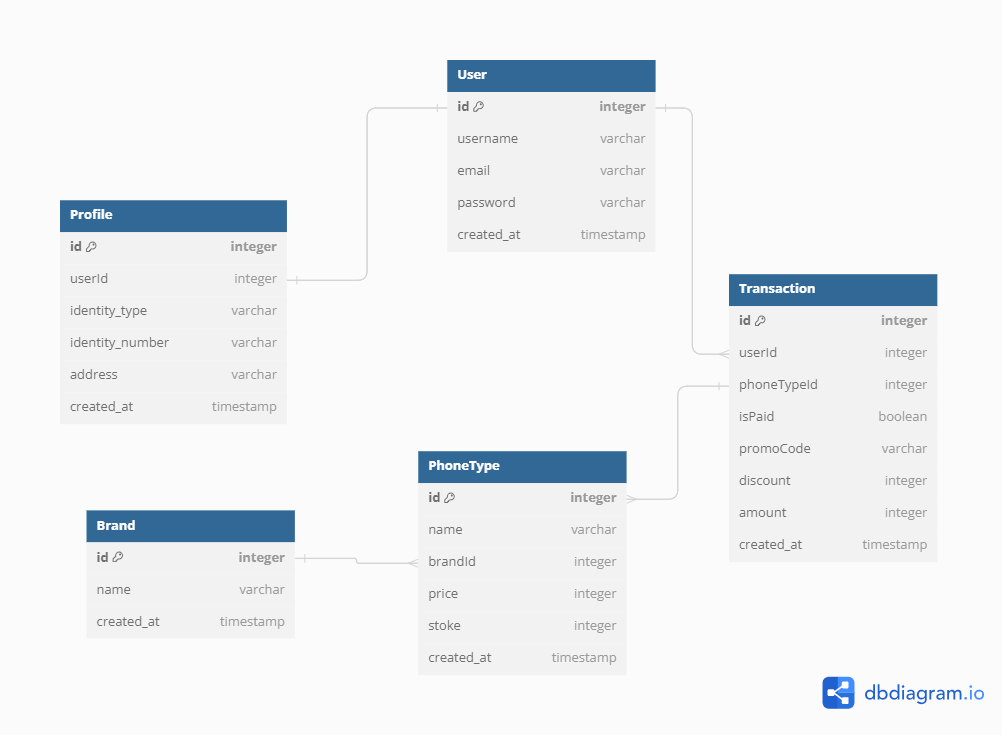 User
id integer
username varchar
email varchar
password varchar
created_at timestamp
Profile
id integer
userId integer
identity_type varchar
identity_number varchar
address varchar
created_at timestamp
Transaction
id integer
userId integer
phoneTypeId integer
isPaid boolean
promoCode varchar
discount integer
amount integer
created_at timestamp
PhoneType
id integer
name varchar
brandId integer
price integer
stoke integer
created_at timestamp
Brand
id integer
name varchar
created_at timestamp
dbdiagram.io